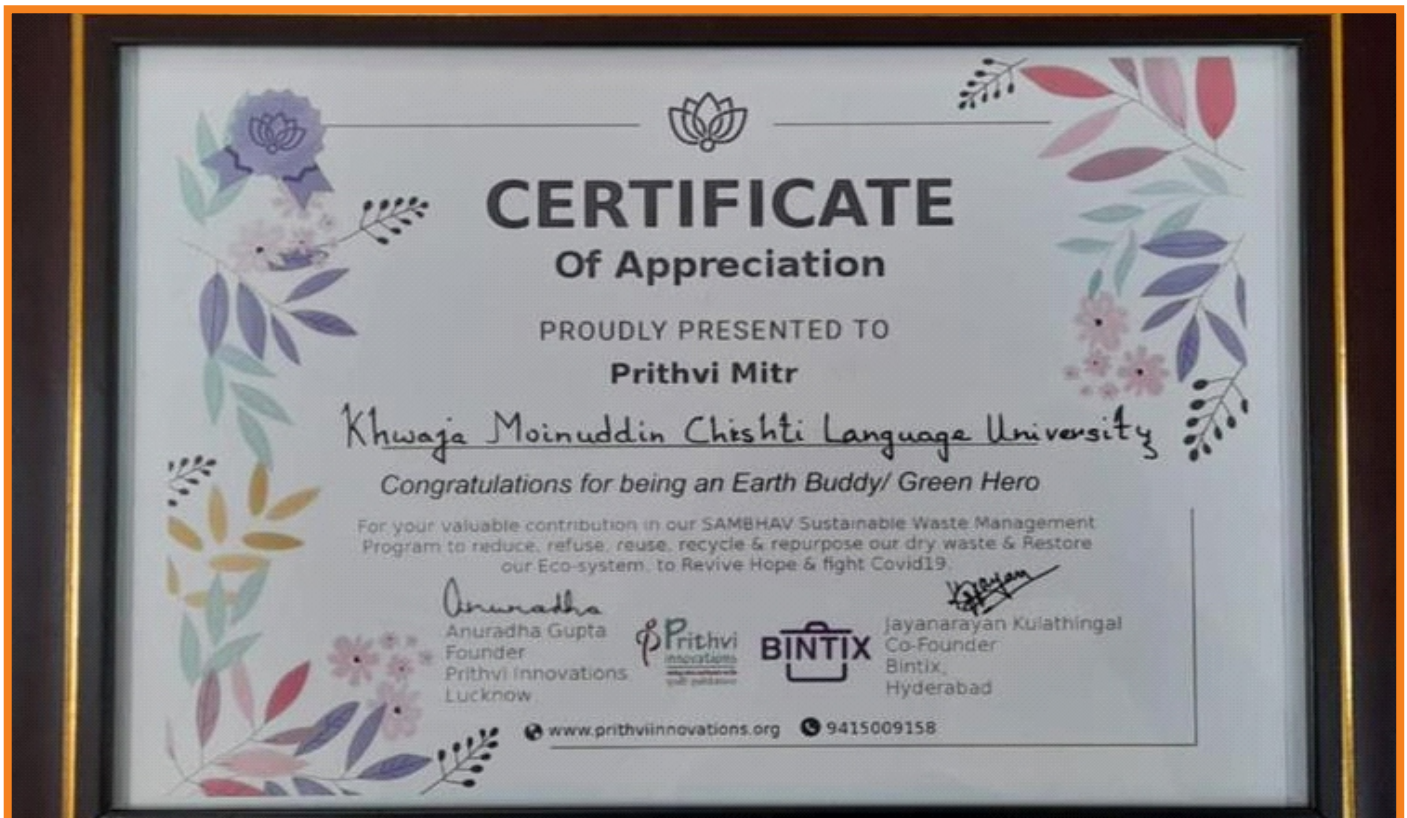 CERTIFICATE
Of Appreciation
PROUDLY PRESENTED TO
Prithvi Mitr
Khwaja Moinuddin Chishti Language University
Congratulations for being an Earth Buddy/ Green Hero
For your valuable contribution in our SAMBHAV Sustainable Waste Management
Program to reduce, refuse, reuse, recycle & repurpose our dry waste & Restore
our Eco-system, to Revive Hope & fight Covid19.
Anuradha
Anuradha Gupta
Founder
Prithvi Innovations
Lucknow
Prithvi
innovations
BINTIX
Jayanarayan Kulathingal
Co-Founder
Bintix,
Hyderabad
www.prithviinnovations.org 9415009158